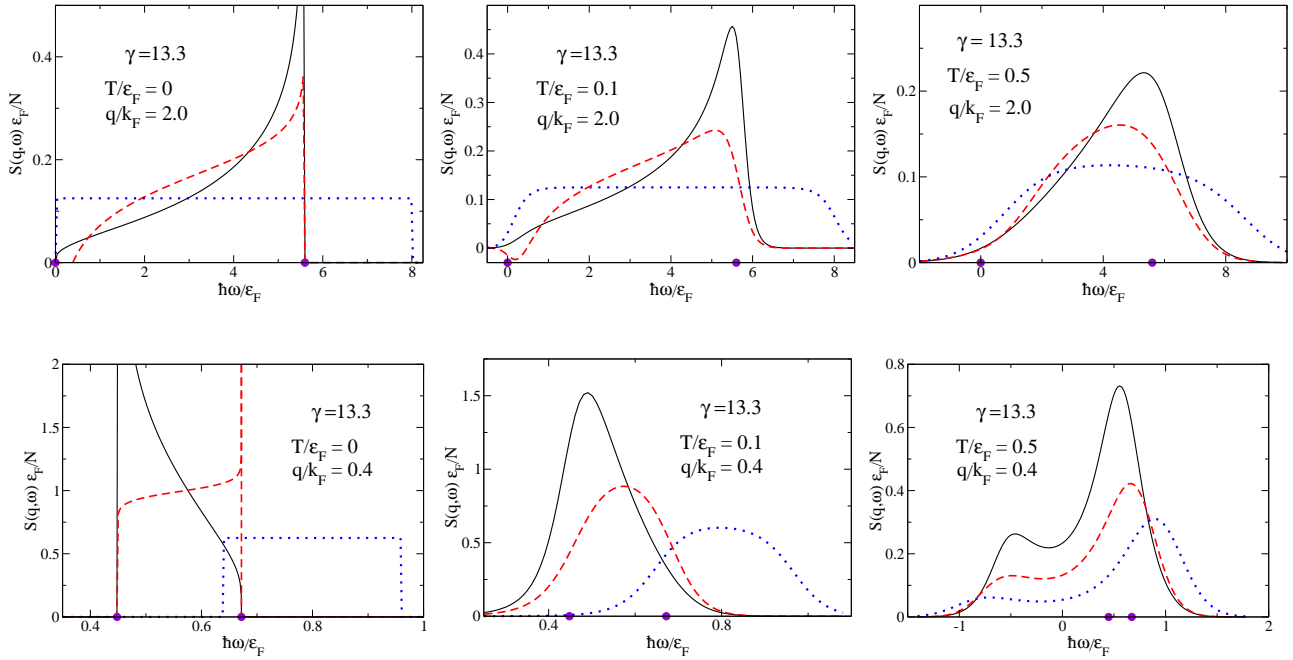 γ=13.3
T/ε_F = 0
q/k_F = 2.0
S(q,ω) ε_F/N
0.4
0.2
0
0 2 4 6 8
ħω/ε_F
γ=13.3
T/ε_F = 0.1
q/k_F = 2.0
S(q,ω) ε_F/N
0.5
0.4
0.3
0.2
0.1
0
0 2 4 6 8
ħω/ε_F
γ = 13.3
T/ε_F = 0.5
q/k_F = 2.0
S(q,ω) ε_F/N
0.2
0.1
0
0 4 8
ħω/ε_F
γ=13.3
T/ε_F = 0
q/k_F = 0.4
S(q,ω) ε_F/N
2
1.5
1
0.5
0
0.4 0.6 0.8 1
ħω/ε_F
γ=13.3
T/ε_F = 0.1
q/k_F = 0.4
S(q,ω) ε_F/N
1.5
1
0.5
0
0.4 0.8
ħω/ε_F
γ=13.3
T/ε_F = 0.5
q/k_F = 0.4
S(q,ω) ε_F/N
0.8
0.6
0.4
0.2
0
-1 0 1 2
ħω/ε_F